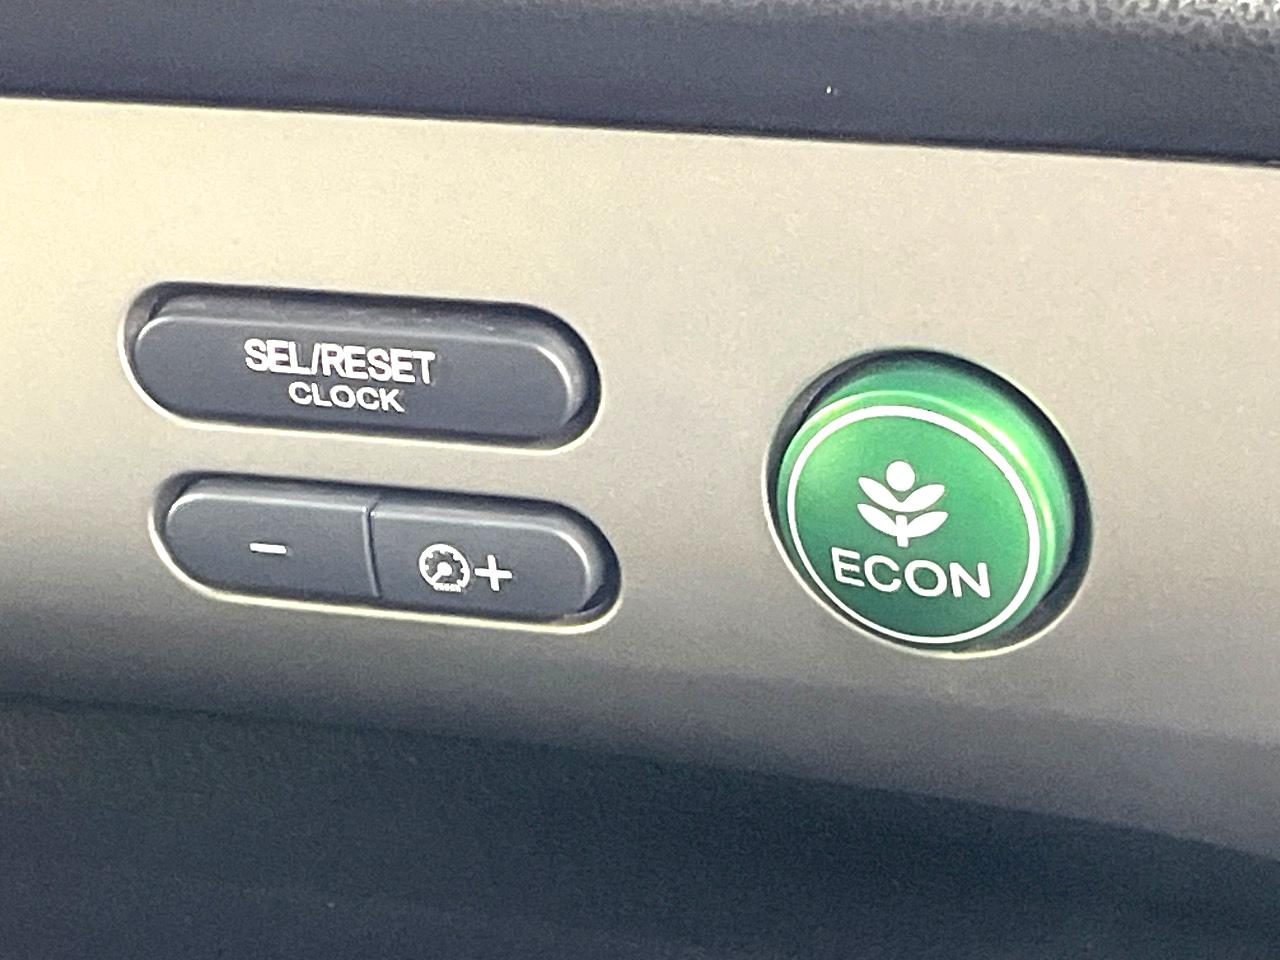 SEL/RESET
CLOCK
- +
ECON